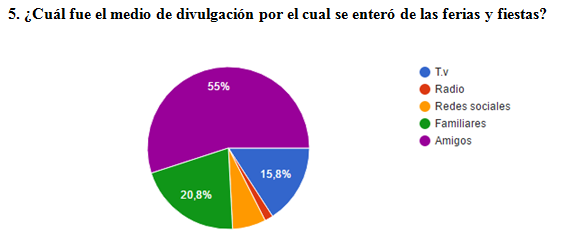 5. ¿Cuál fue el medio de divulgación por el cual se enteró de las ferias y fiestas?
55%
15,8%
20,8%
T.v
Radio
Redes sociales
Familiares
Amigos